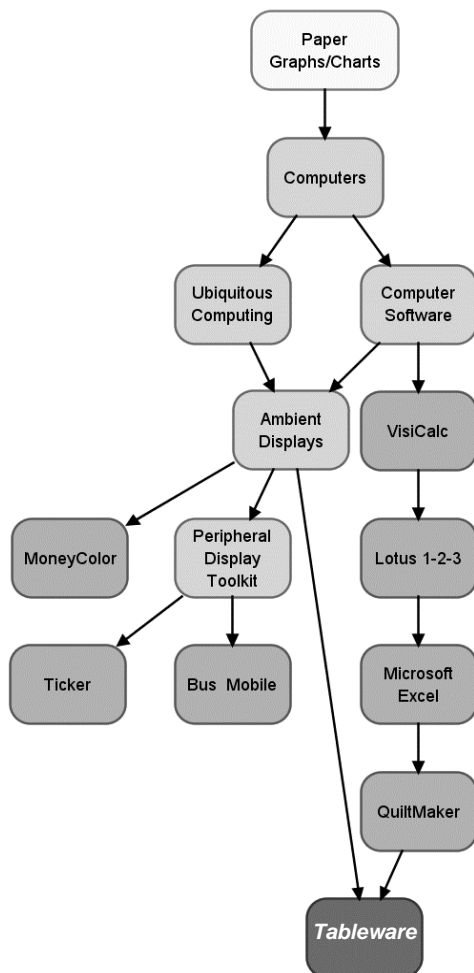 Paper
Graphs/Charts
Computers
Ubiquitous
Computing
Computer
Software
Ambient
Displays
VisiCalc
MoneyColor
Peripheral
Display
Toolkit
Lotus 1-2-3
Ticker
Bus Mobile
Microsoft
Excel
QuiltMaker
Tableware